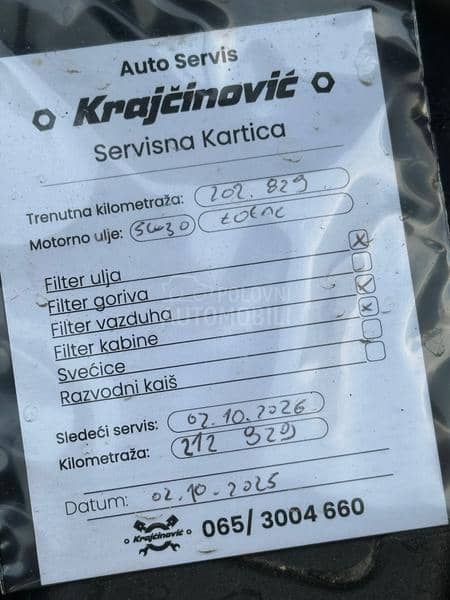 Auto Servis
Krajčinović
Servisna Kartica
Trenutna kilometraža: 202.829
Motorno ulje: 5W30
Filter ulja X
Filter goriva
Filter vazduha
Filter kabine X
Svećice
Razvodni kaiš
POLOVNI
AUTOMOBILI
Sledeći servis: 02.10.2026
Kilometraža: 212 829
Datum: 02.10.2025
Krajčinović 065/3004 660